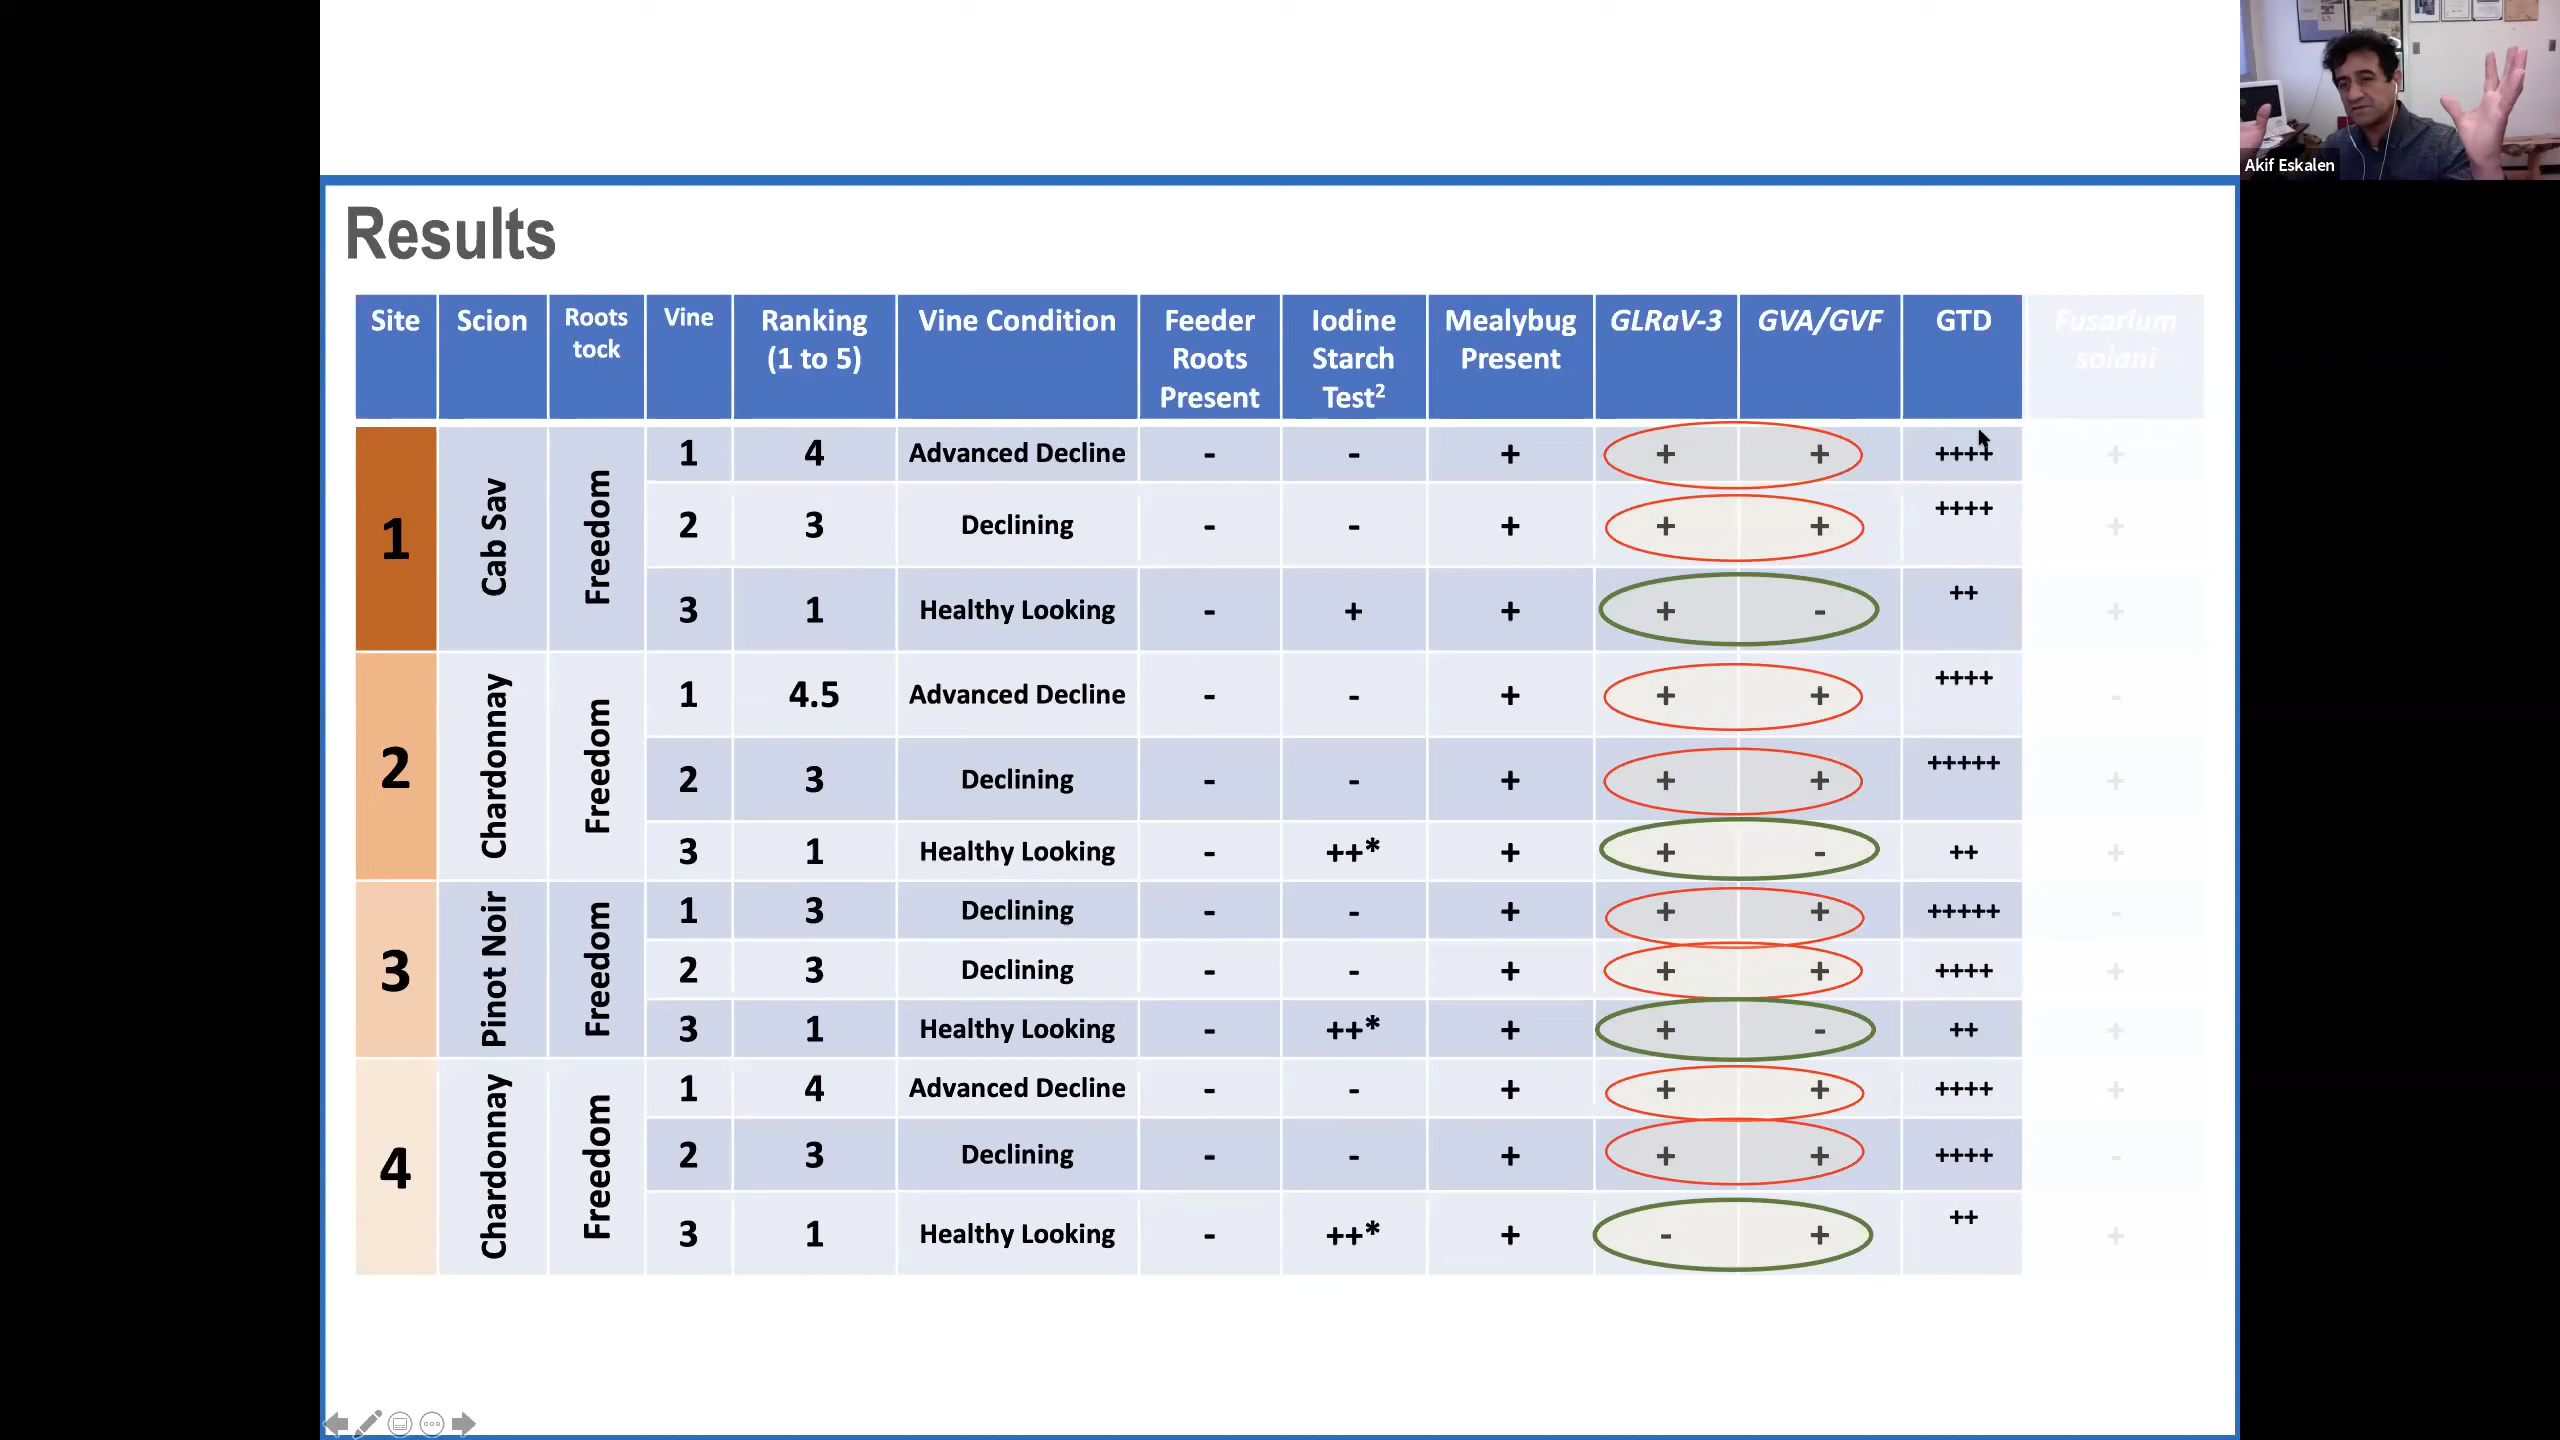 Akif Eskalen
Results
Site Scion Roots tock Vine Ranking (1 to 5) Vine Condition Feeder Roots Present Iodine Starch Test² Mealybug Present GLRaV-3 GVA/GVF GTD Fusarium solani
1 Cab Sav Freedom 1 4 Advanced Decline - - + + + ++++ +
2 3 Declining - - + + + ++++ +
3 1 Healthy Looking - + + + - ++ +
2 Chardonnay Freedom 1 4.5 Advanced Decline - - + + + ++++ -
2 3 Declining - - + + + +++++ +
3 1 Healthy Looking - ++* + + - ++ +
3 Pinot Noir Freedom 1 3 Declining - - + + + +++++ -
2 3 Declining - - + + + ++++ +
3 1 Healthy Looking - ++* + + - ++ +
4 Chardonnay Freedom 1 4 Advanced Decline - - + + + ++++ +
2 3 Declining - - + + + ++++ -
3 1 Healthy Looking - ++* + - + ++ +